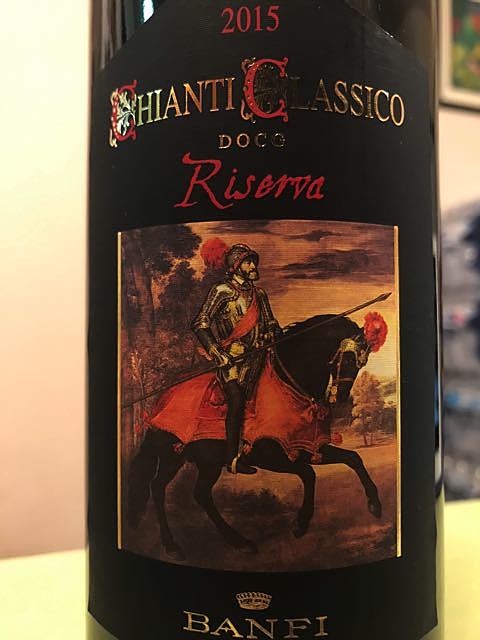 2015
CHIANTI CLASSICO
DOCG
Riserva
BANFI